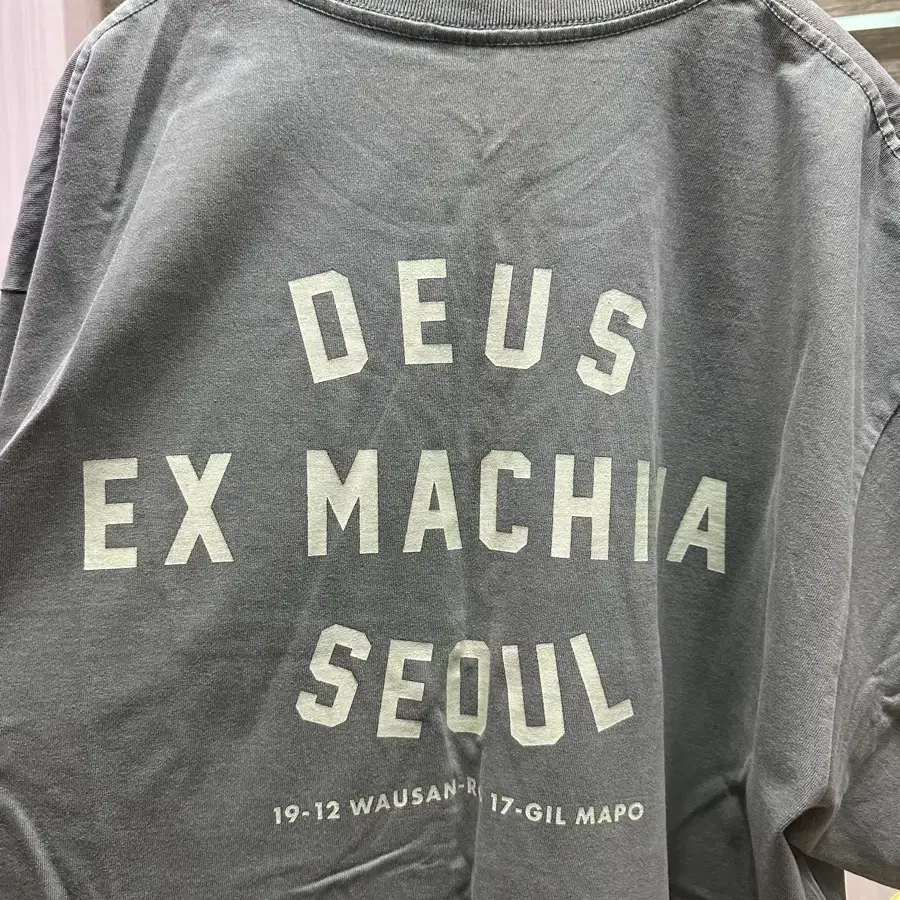 DEUS
EX MACHINA
SEOUL
19-12 WAUSAN-RO 17-GIL MAPO